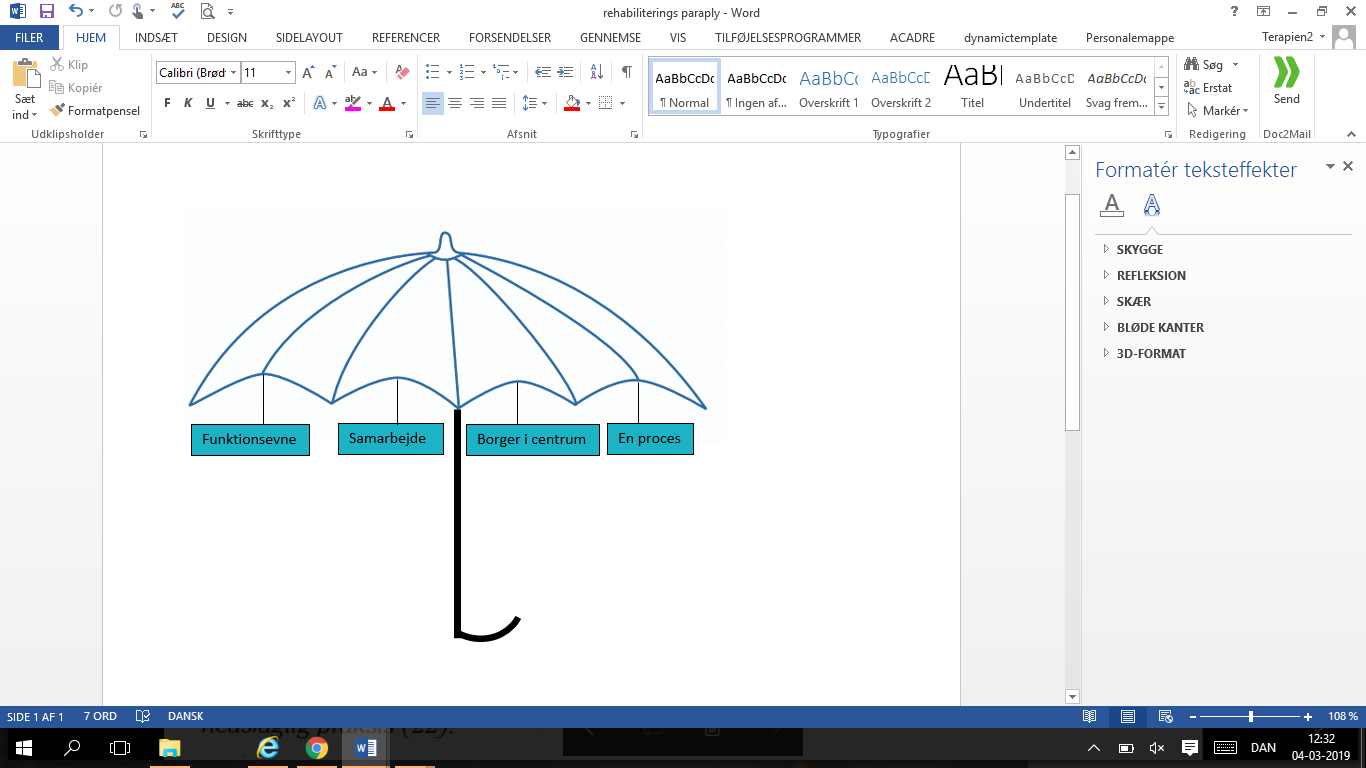 rehabiliterings paraply - Word
FILER HJEM INDSÆT DESIGN SIDELAYOUT REFERENCER FORSENDELSER GENNEMSE VIS TILFØJELSESPROGRAMMER ACADRE dynamictemplate Personalemappe Terapien2
Sæt ind
Klip
Kopiér
Formatpensel
Udklipsholder
Calibri (Brød 11
F K U abc x₂ x²
Skrifttype
Afsnit
AaBbCcDc AaBbCcDc AaBbCc AaBbCcD AaB AaBbCcD AaBbCcDc
¶ Normal ¶ Ingen af... Overskrift 1 Overskrift 2 Titel Undertitel Svag frem...
Typografier
Søg
Erstat
Markér
Redigering
Send
Doc2Mail
Formatér teksteffekter
SKYGGE
REFLEKSION
SKÆR
BLØDE KANTER
3D-FORMAT
Funktionsevne
Samarbejde
Borger i centrum
En proces
SIDE 1 AF 1 7 ORD DANSK 108 %
praksis (22).
DAN
12:32
04-03-2019